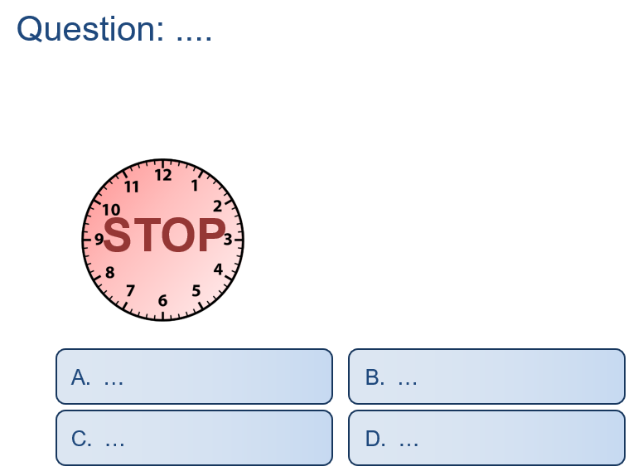 Question: ....
12
11 1
10 2
STOP
9 3
8 4
7 5
6
A. ...
B. ...
C. ...
D. ...